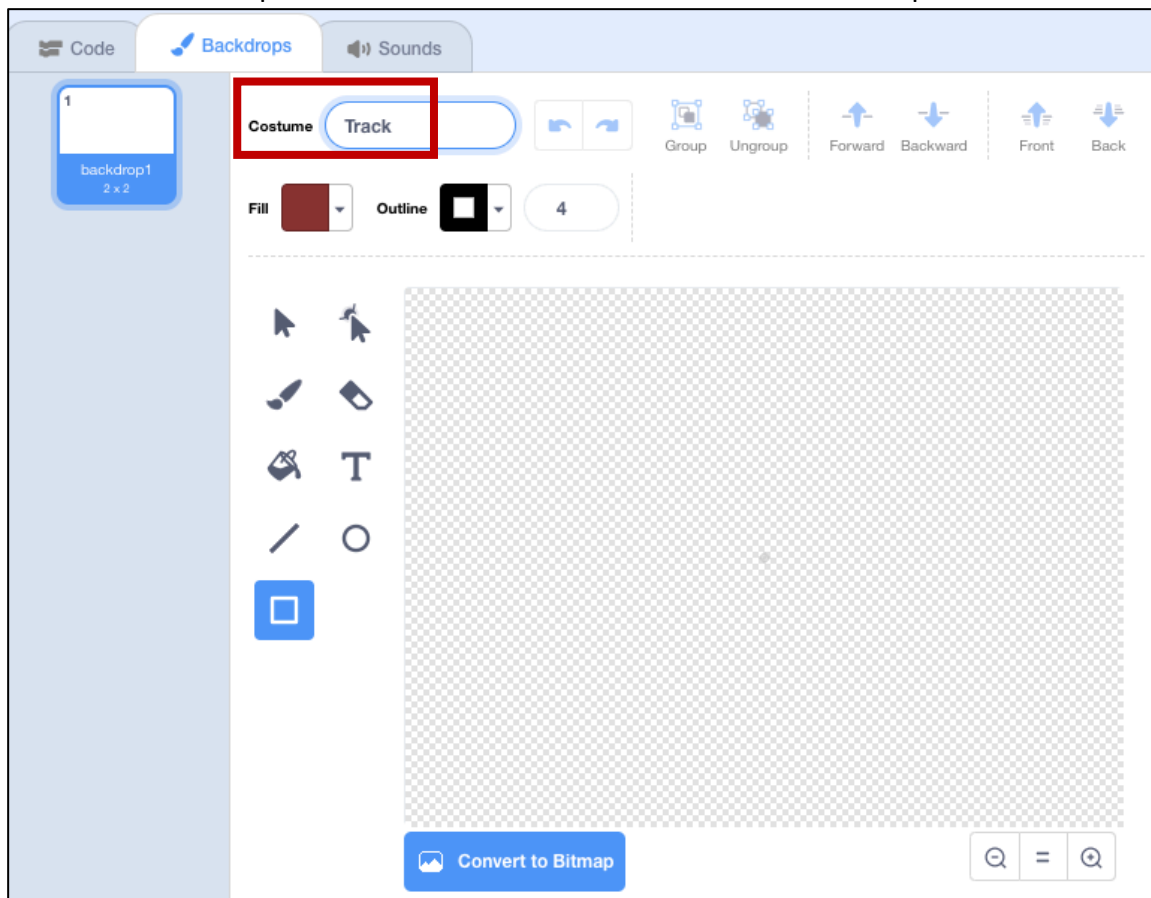 Code
Backdrops
Sounds
1
backdrop1
2 x 2
Costume Track
Group Ungroup Forward Backward Front Back
Fill Outline 4
T
Convert to Bitmap
=